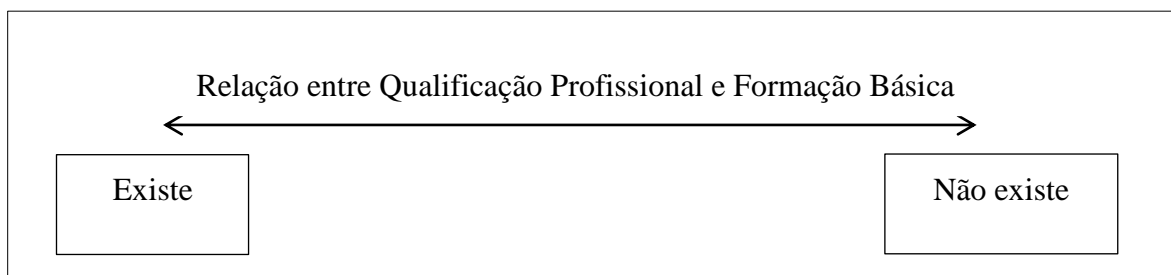 Relação entre Qualificação Profissional e Formação Básica
Existe
Não existe